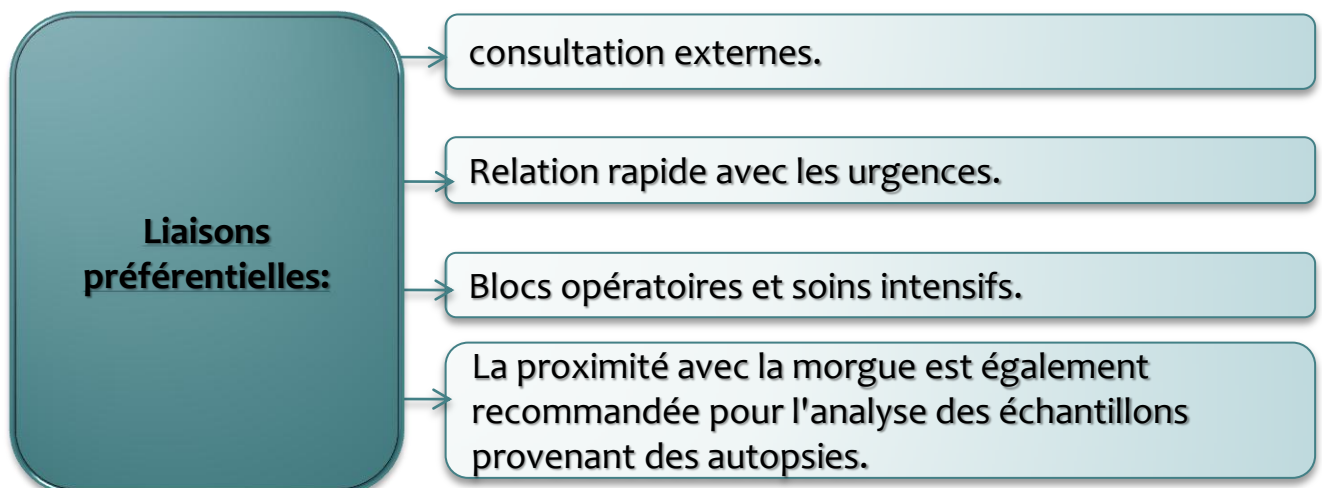 Liaisons
préférentielles:
consultation externes.
Relation rapide avec les urgences.
Blocs opératoires et soins intensifs.
La proximité avec la morgue est également
recommandée pour l'analyse des échantillons
provenant des autopsies.